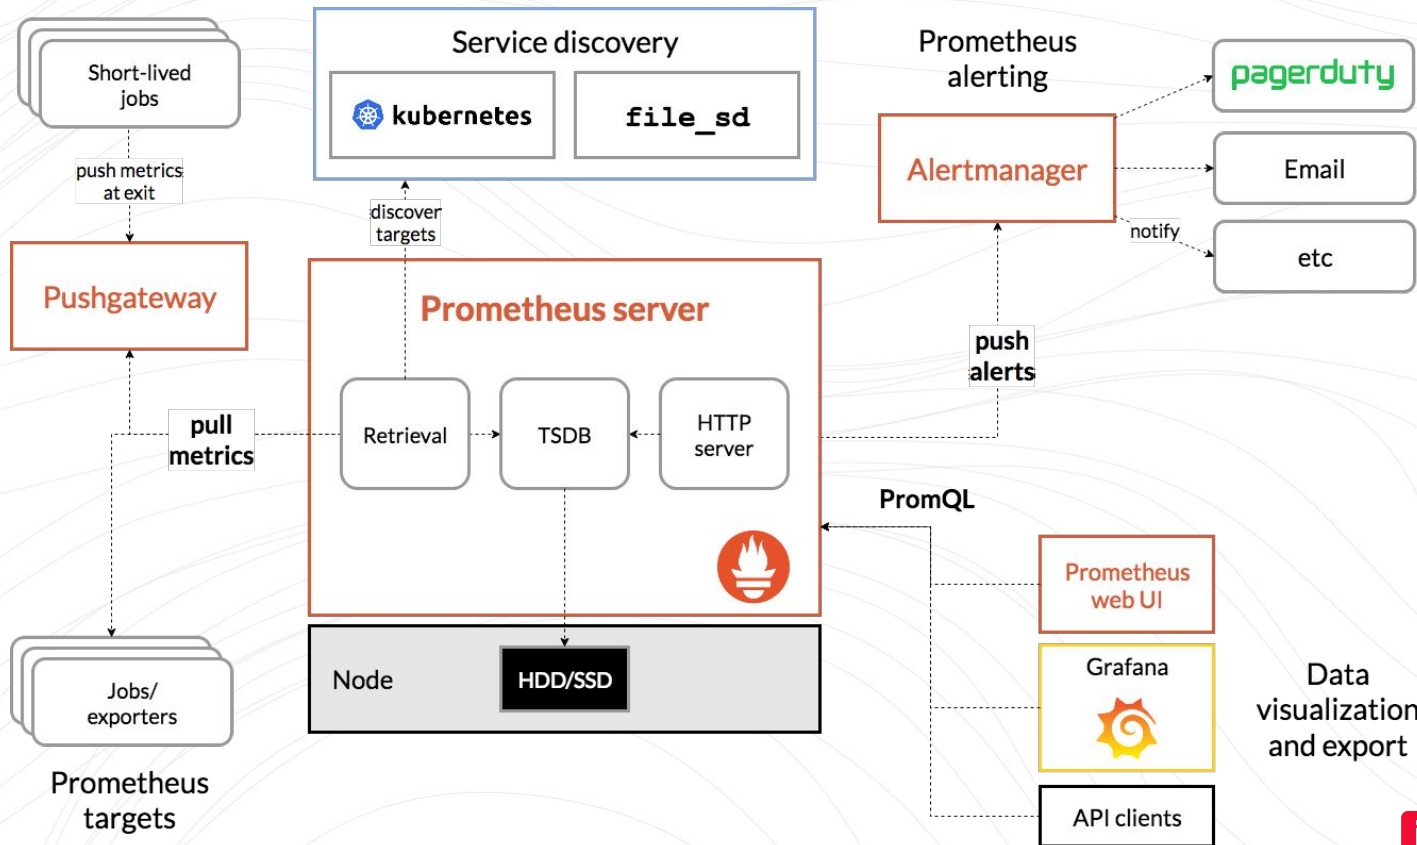 Short-lived
jobs
push metrics
at exit
Pushgateway
Service discovery
kubernetes
file_sd
discover
targets
Prometheus
alerting
Alertmanager
pagerduty
Email
notify
etc
Prometheus server
push
alerts
pull
metrics
Retrieval
TSDB
HTTP
server
PromQL
Node
HDD/SSD
Jobs/
exporters
Prometheus
targets
Prometheus
web UI
Grafana
API clients
Data
visualization
and export